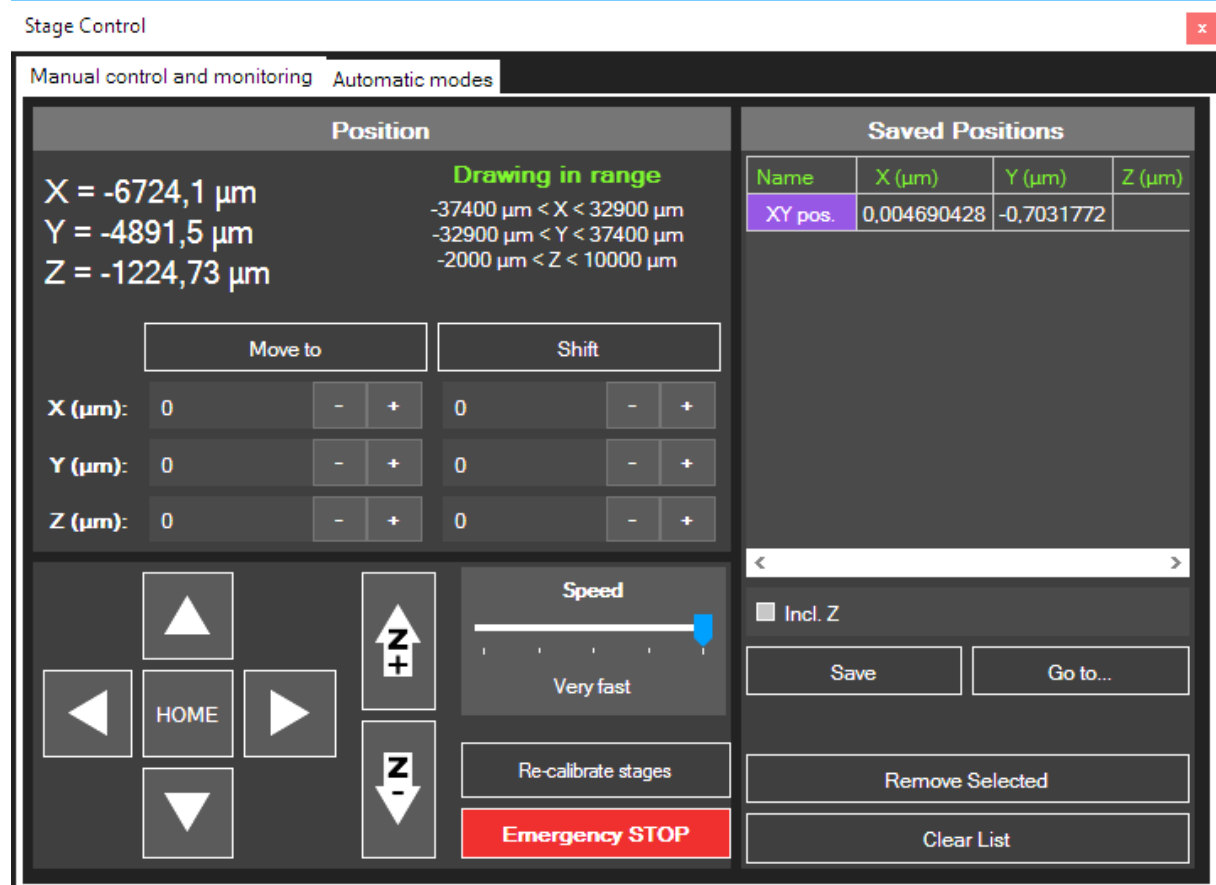 Stage Control
x
Manual control and monitoring Automatic modes
Position
X = -6724,1 µm
Y = -4891,5 µm
Z = -1224,73 µm
Drawing in range
-37400 µm < X < 32900 µm
-32900 µm < Y < 37400 µm
-2000 µm < Z < 10000 µm
Move to Shift
X (µm): 0 - + 0 - +
Y (µm): 0 - + 0 - +
Z (µm): 0 - + 0 - +
HOME
Z +
Z -
Speed
Very fast
Re-calibrate stages
Emergency STOP
Saved Positions
Name X (µm) Y (µm) Z (µm)
XY pos. 0,004690428 -0,7031772
< >
Incl. Z
Save Go to...
Remove Selected
Clear List